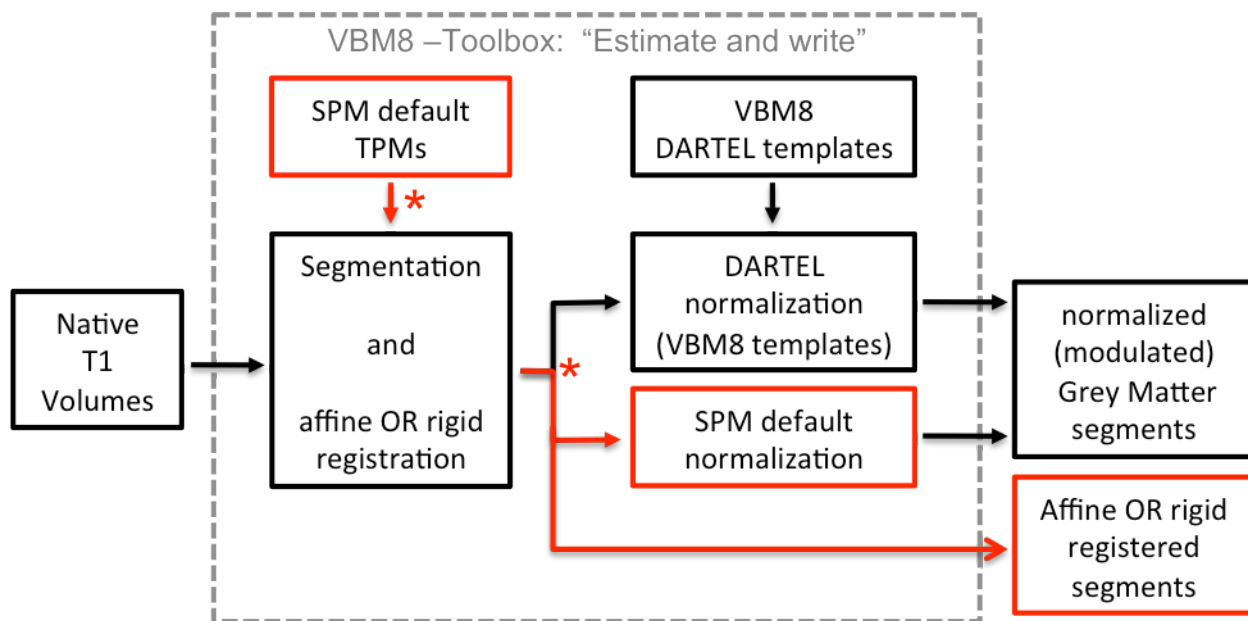 VBM8 –Toolbox: “Estimate and write”
SPM default
TPMs
VBM8
DARTEL templates
*
Native
T1
Volumes
Segmentation
and
affine OR rigid
registration
*
DARTEL
normalization
(VBM8 templates)
SPM default
normalization
normalized
(modulated)
Grey Matter
segments
Affine OR rigid
registered
segments